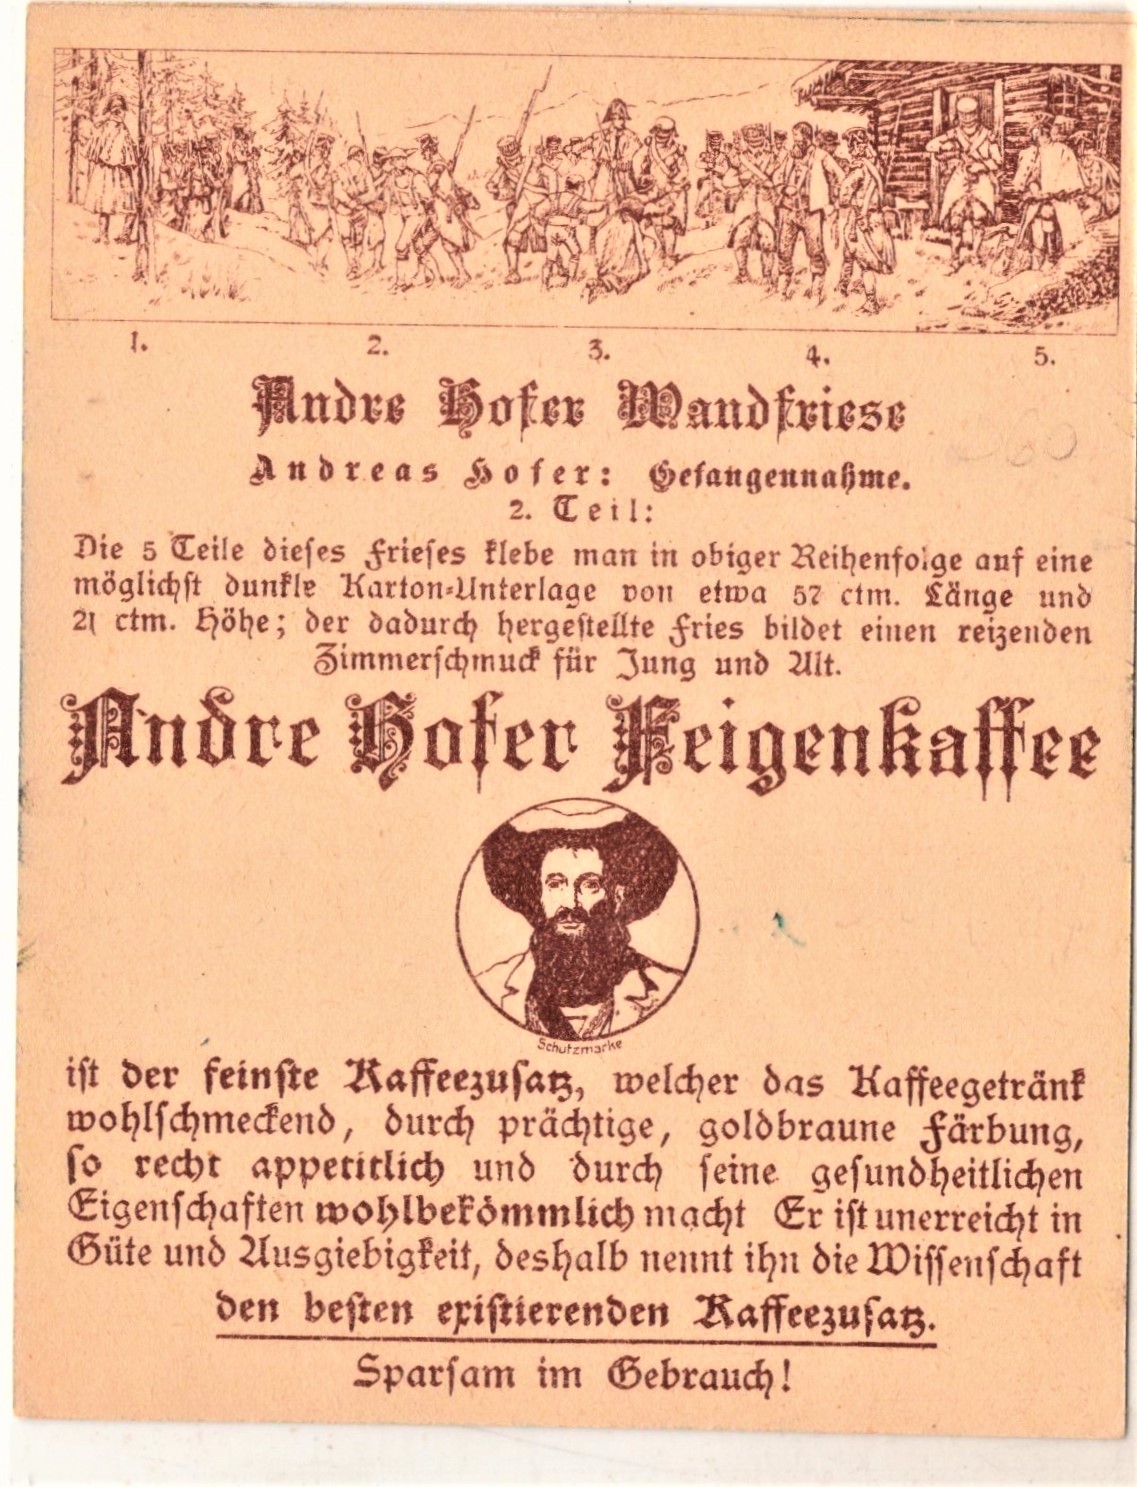 1. 2. 3. 4. 5.
Andre Hofer Wandfriese
Andreas Hofer: Gefangennahme.
2. Teil:
Die 5 Teile dieses Frieses klebe man in obiger Reihenfolge auf eine
möglichst dunkle Karton-Unterlage von etwa 57 ctm. Länge und
21 ctm. Höhe; der dadurch hergestellte Fries bildet einen reizenden
Zimmerschmuck für Jung und Alt.
Andre Hofer Feigenkaffee
Schutzmarke
ist der feinste Kaffeezusatz, welcher das Kaffeegetränk
wohlschmeckend, durch prächtige, goldbraune Färbung,
so recht appetitlich und durch seine gesundheitlichen
Eigenschaften wohlbekömmlich macht Er ist unerreicht in
Güte und Ausgiebigkeit, deshalb nennt ihn die Wissenschaft
den besten existierenden Kaffeezusatz.
Sparsam im Gebrauch!